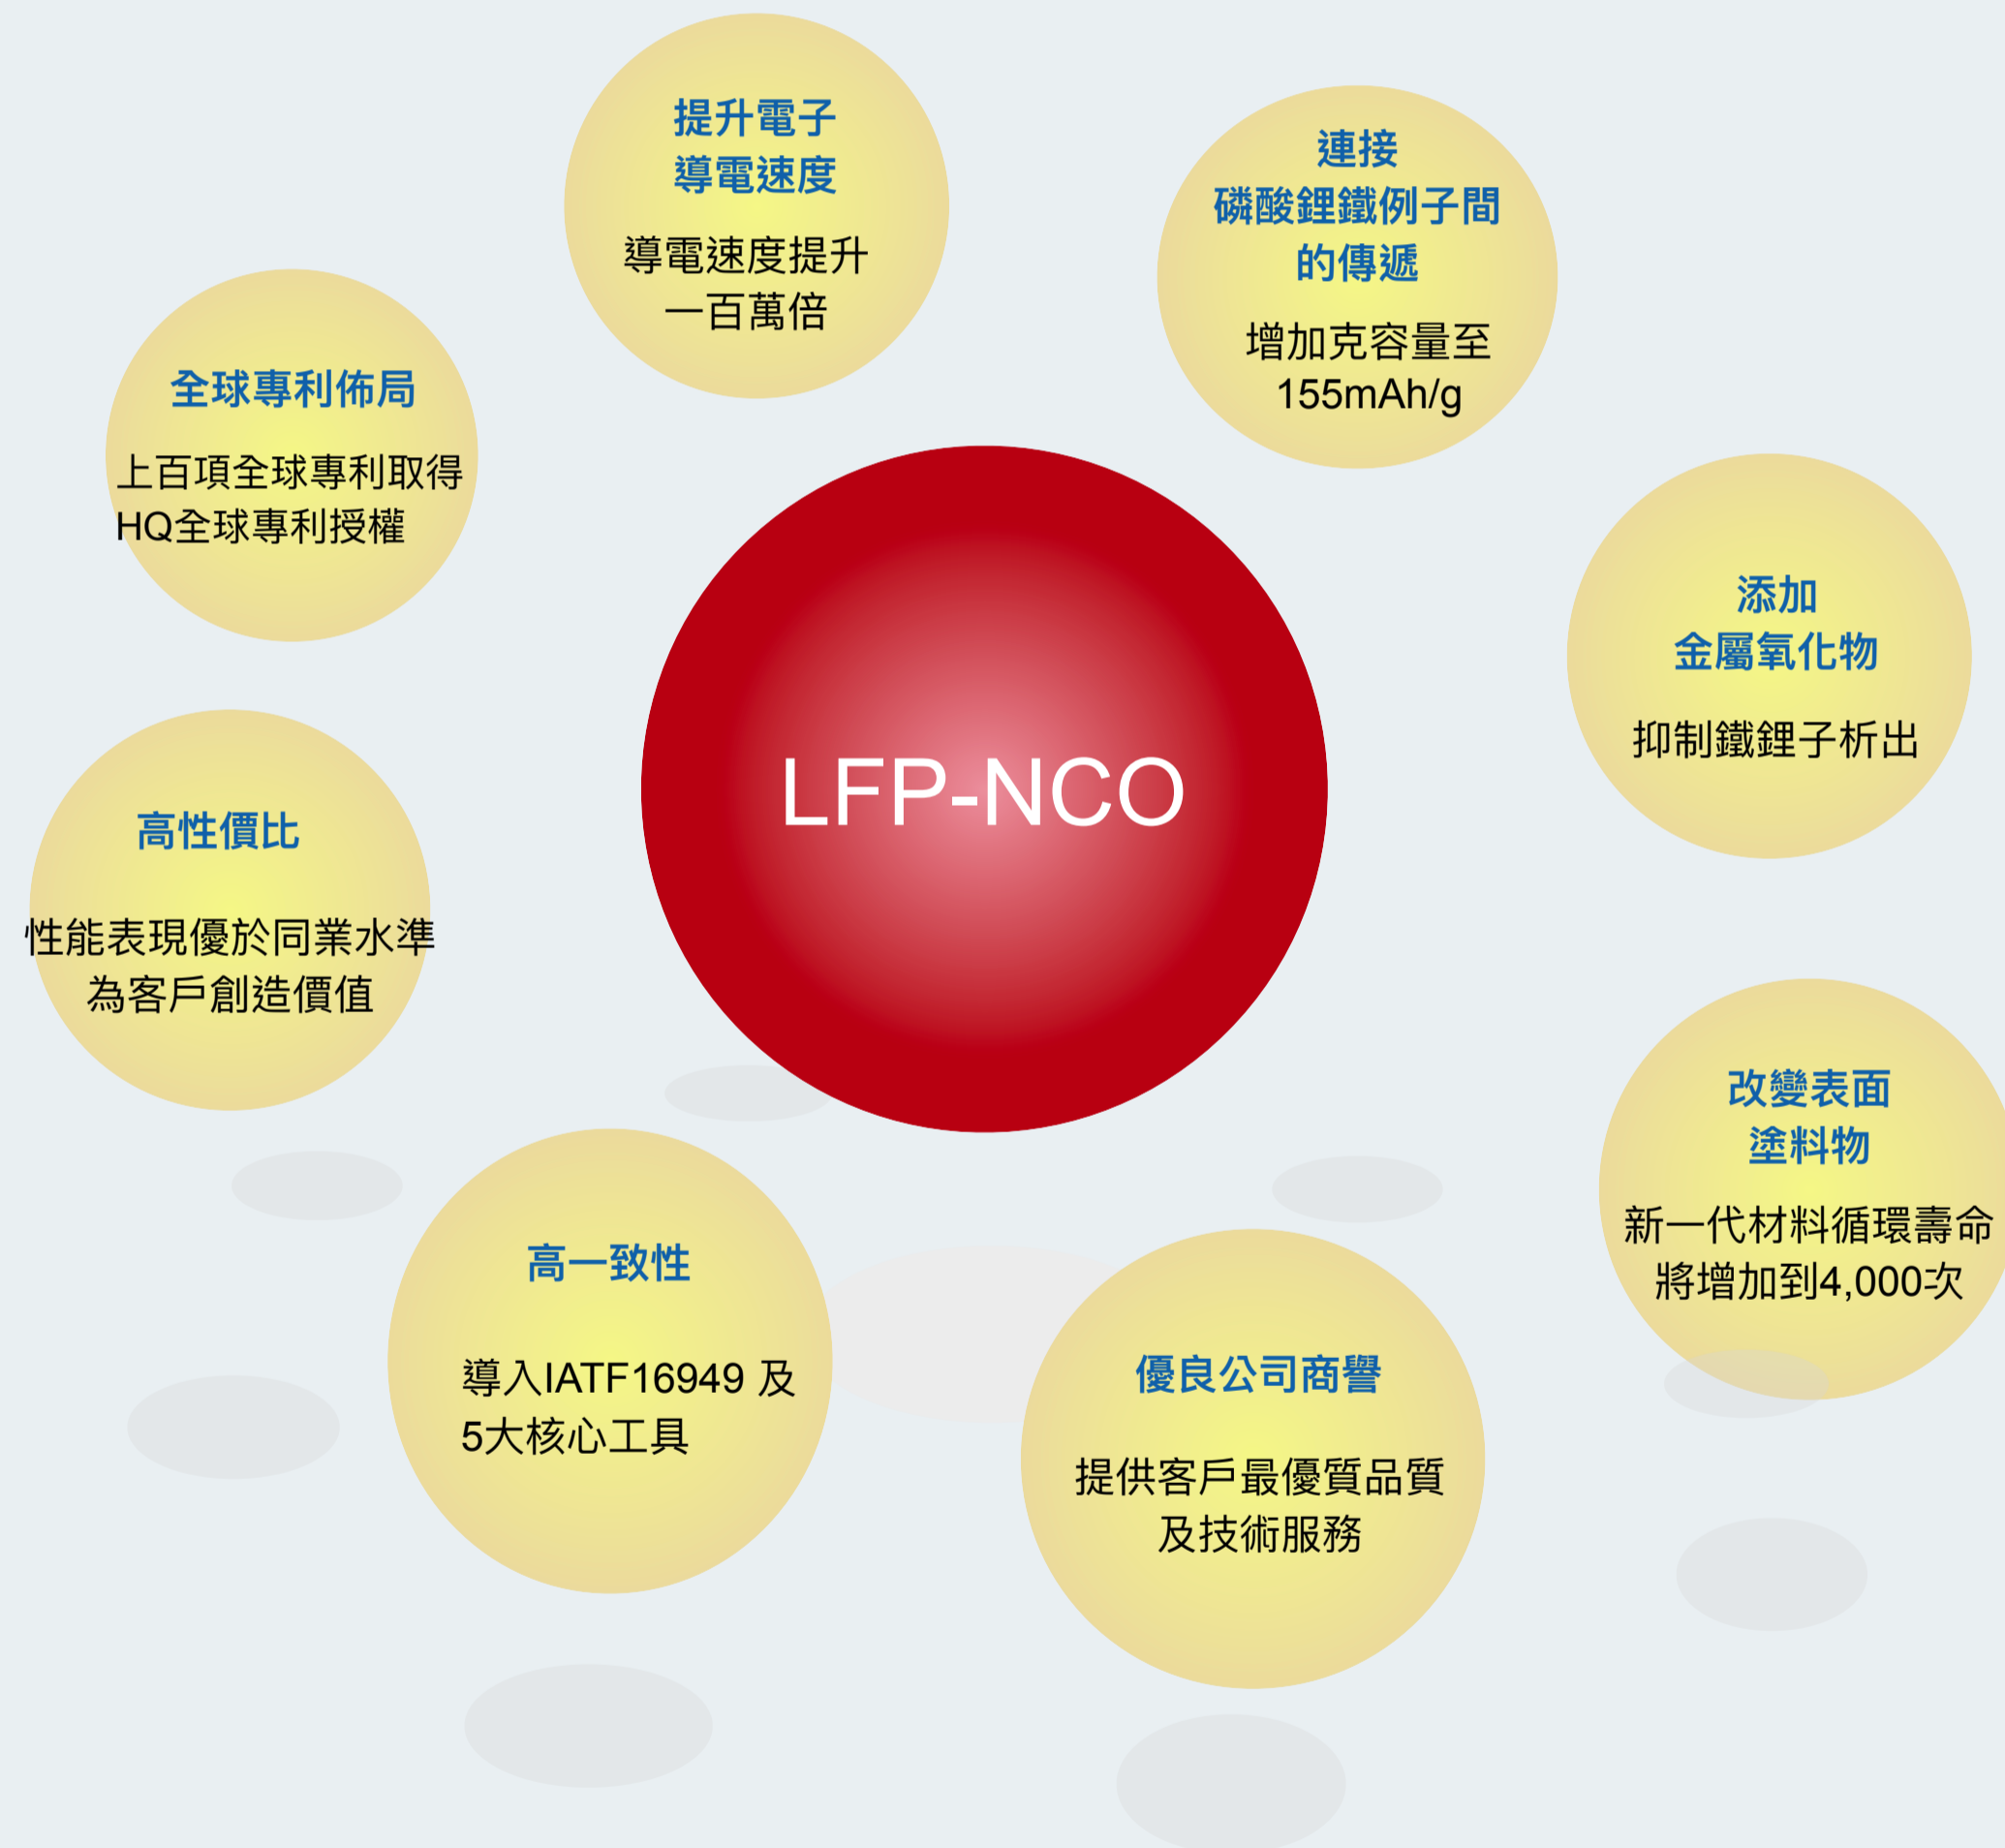 提升電子
導電速度
導電速度提升
一百萬倍
連接
磷酸鋰鐵例子間
的傳遞
增加克容量至
155mAh/g
全球專利佈局
上百項全球專利取得
HQ全球專利授權
添加
金屬氧化物
抑制鐵鋰子析出
LFP-NCO
高性價比
性能表現優於同業水準
為客戶創造價值
改變表面
塗料物
新一代材料循環壽命
將增加到4,000次
高一致性
導入IATF16949 及
5大核心工具
優良公司商譽
提供客戶最優質品質
及技術服務